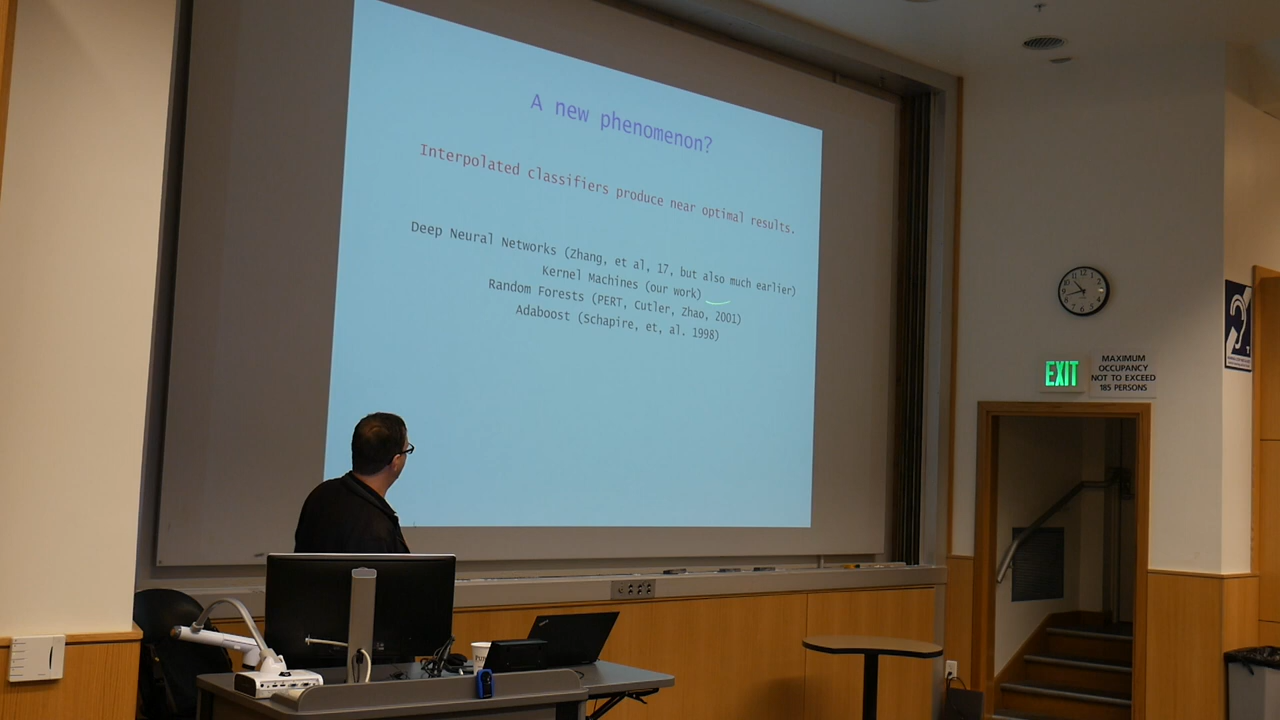 A new phenomenon?
Interpolated classifiers produce near optimal results.
Deep Neural Networks (Zhang, et al, 17, but also much earlier)
Kernel Machines (our work)
Random Forests (PERT, Cutler, Zhao, 2001)
Adaboost (Schapire, et, al. 1998)
EXIT
MAXIMUM
OCCUPANCY
NOT TO EXCEED
185 PERSONS